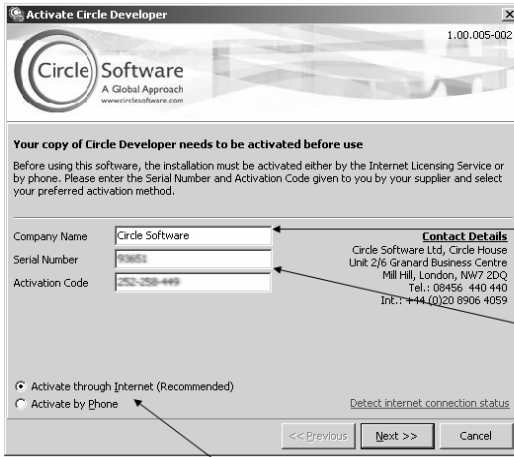 Activate Circle Developer
1.00.005-002
Circle Software
A Global Approach
www.circlesoftware.com
Your copy of Circle Developer needs to be activated before use
Before using this software, the installation must be activated either by the Internet Licensing Service or
by phone. Please enter the Serial Number and Activation Code given to you by your supplier and select
your preferred activation method.
Company Name
Circle Software
Serial Number
Activation Code
Contact Details
Circle Software Ltd, Circle House
Unit 2/6 Granard Business Centre
Mill Hill, London, NW7 2DQ
Tel.: 08456 440 440
Int.: +44 (0)20 8906 4059
Activate through Internet (Recommended)
Activate by Phone
Detect internet connection status
<< Previous
Next >>
Cancel